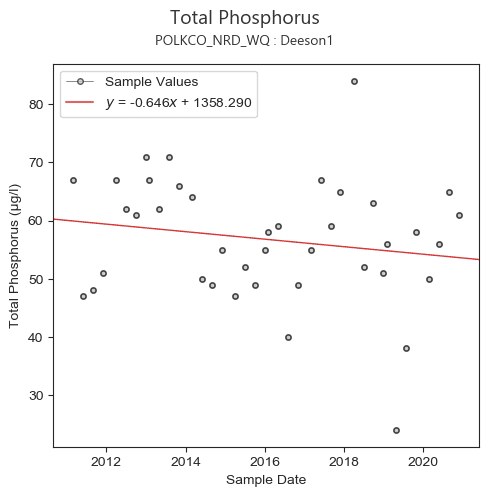 Total Phosphorus
POLKCO_NRD_WQ : Deeson1
Sample Values
y = -0.646x + 1358.290
80
70
60
50
40
30
Total Phosphorus (µg/l)
2012 2014 2016 2018 2020
Sample Date